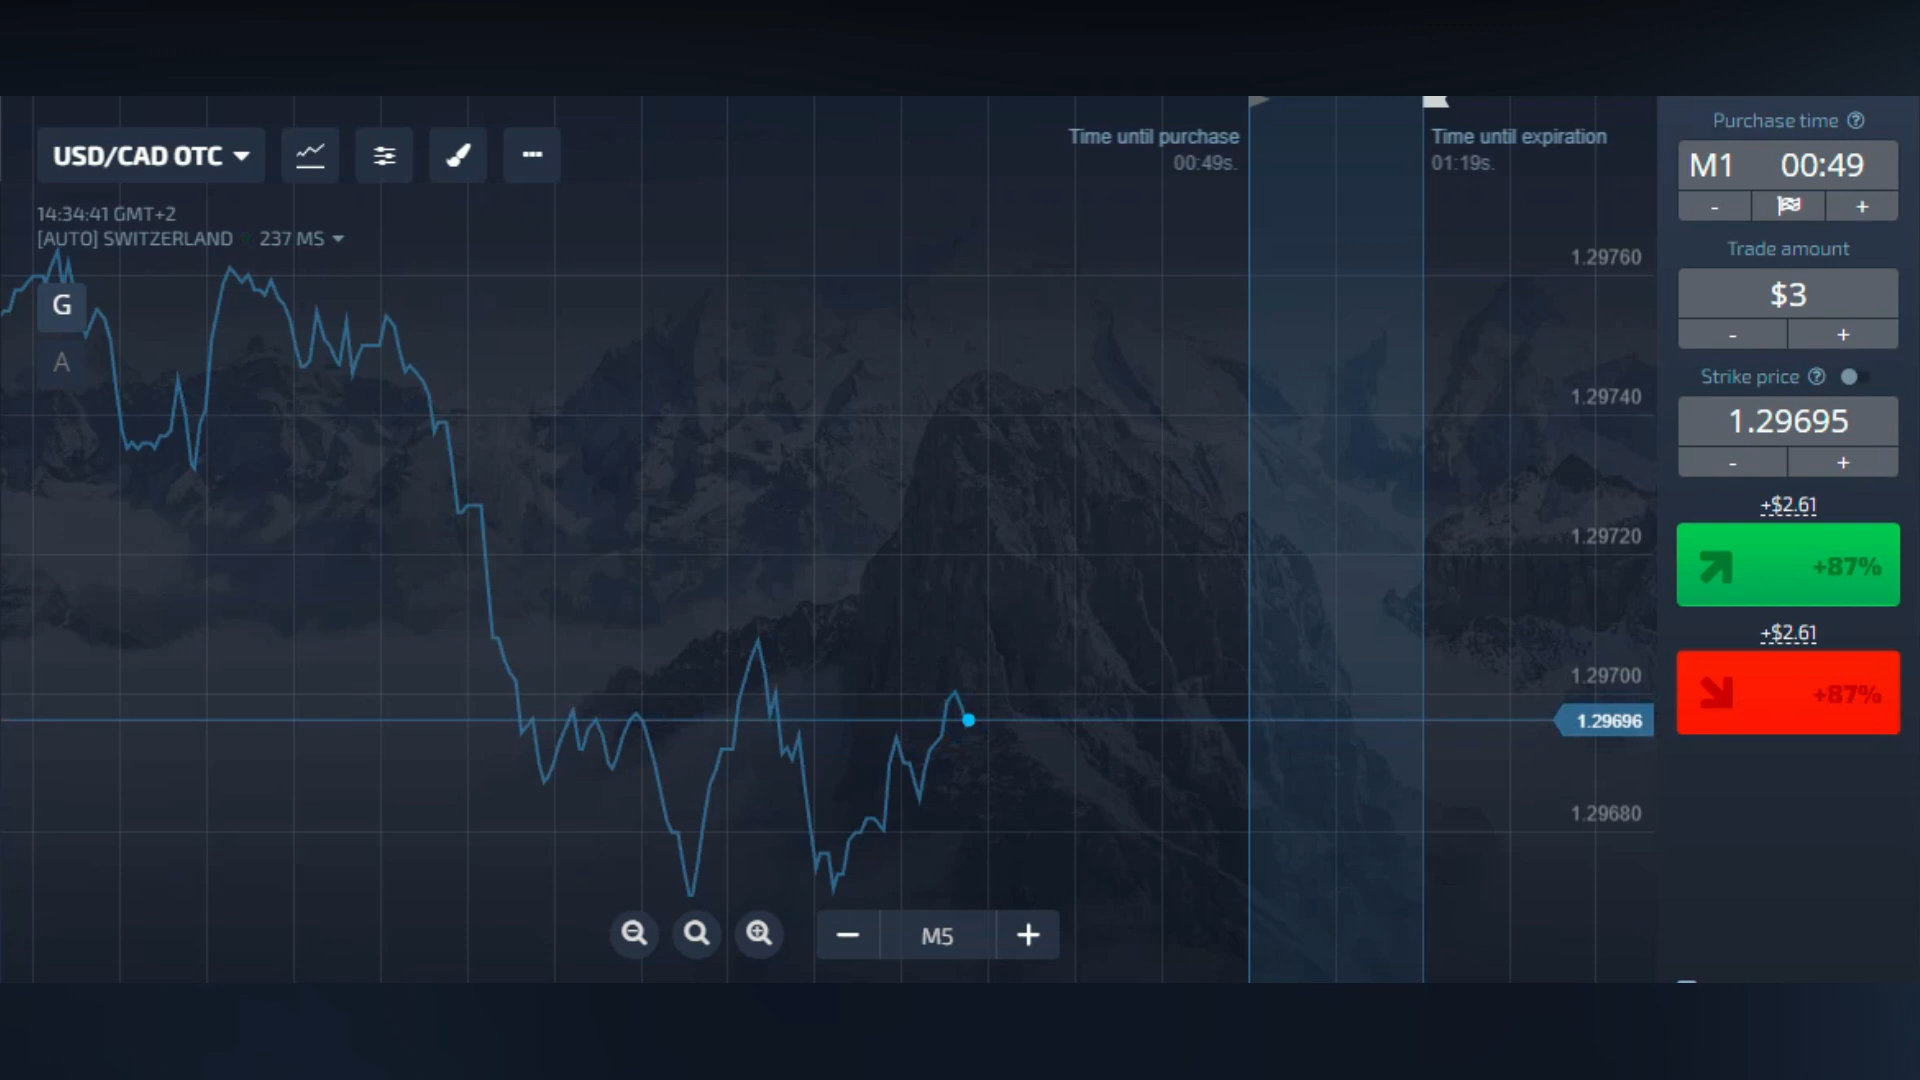 USD/CAD OTC
14:34:41 GMT+2
[AUTO] SWITZERLAND 237 MS
G
A
Time until purchase
00:49s.
Time until expiration
01:19s.
1.29760
1.29740
1.29720
1.29700
1.29696
1.29680
M5
Purchase time ?
M1 00:49
- +
Trade amount
$3
- +
Strike price ?
1.29695
- +
+$2.61
+87%
+$2.61
+87%